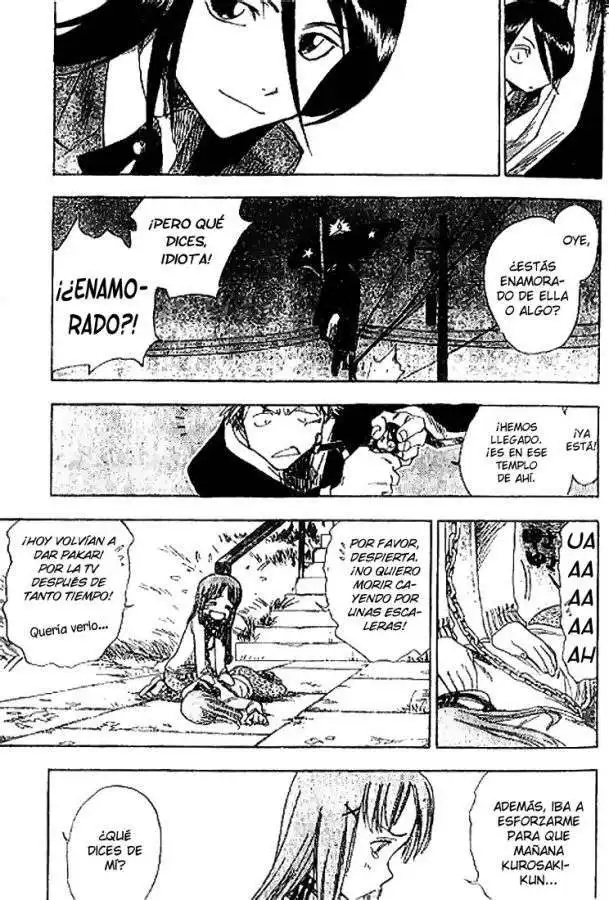 OYE,
¿ESTÁS
ENAMORA-
DO DE ELLA
O ALGO?
¡PERO QUÉ
DICES,
IDIOTA!
¡¿ENAMO-
RADO?!
¡YA
ESTÁ!
¡HEMOS
LLEGADO.
¡ES EN ESE
TEMPLO
DE AHÍ.
UA
AA
AA
AA
AH
POR FAVOR,
DESPIERTA.
¡NO QUIERO
MORIR CA-
YENDO POR
UNAS ESCA-
LERAS!
¡HOY VOLVÍAN A
DAR PAKARI
POR LA TV
DESPUÉS DE
TANTO TIEMPO!
Quería verlo...
ADEMÁS, IBA A
ESFORZARME
PARA QUE
MAÑANA
KUROSAKI-
KUN...
¿QUÉ
DICES DE
MÍ?